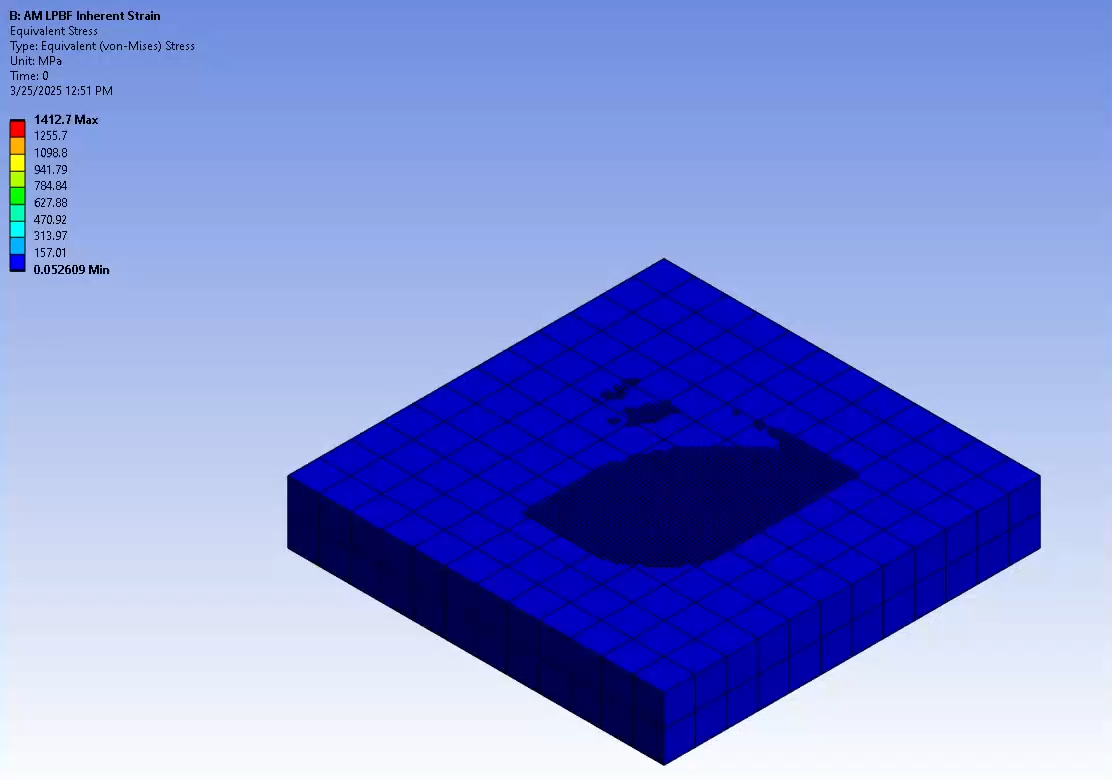 B: AM LPBF Inherent Strain
Equivalent Stress
Type: Equivalent (von-Mises) Stress
Unit: MPa
Time: 0
3/25/2025 12:51 PM
1412.7 Max
1255.7
1098.8
941.79
784.84
627.88
470.92
313.97
157.01
0.052609 Min